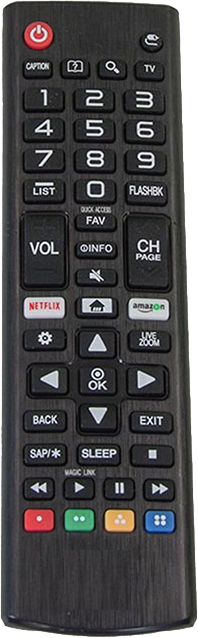 CAPTION ? TV
1 2 3
4 5 6
7 8 9
LIST 0 FLASHBK
QUICK ACCESS
FAV
VOL INFO CH
PAGE
NETFLIX amazon
LIVE
ZOOM
OK
BACK EXIT
SAP/* SLEEP
MAGIC LINK